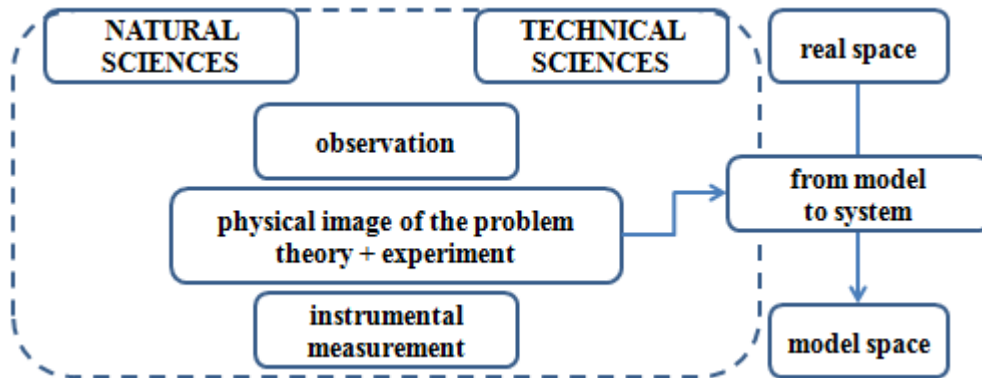 NATURAL
SCIENCES
TECHNICAL
SCIENCES
real space
observation
from model
to system
physical image of the problem
theory + experiment
instrumental
measurement
model space